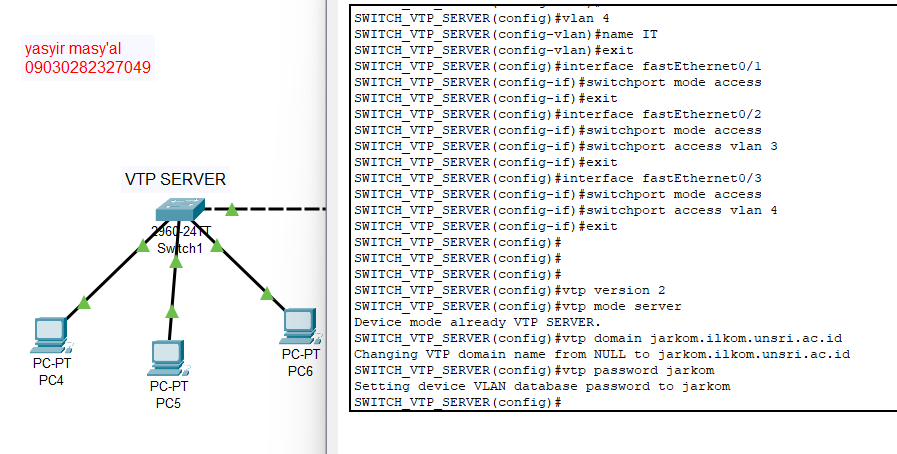 yasyir masy'al
09030282327049
VTP SERVER
2960-24TT
Switch1
PC-PT
PC4
PC-PT
PC5
PC-PT
PC6
SWITCH_VTP_SERVER(config)#vlan 4
SWITCH_VTP_SERVER(config-vlan)#name IT
SWITCH_VTP_SERVER(config-vlan)#exit
SWITCH_VTP_SERVER(config)#interface fastEthernet0/1
SWITCH_VTP_SERVER(config-if)#switchport mode access
SWITCH_VTP_SERVER(config-if)#exit
SWITCH_VTP_SERVER(config)#interface fastEthernet0/2
SWITCH_VTP_SERVER(config-if)#switchport mode access
SWITCH_VTP_SERVER(config-if)#switchport access vlan 3
SWITCH_VTP_SERVER(config-if)#exit
SWITCH_VTP_SERVER(config)#interface fastEthernet0/3
SWITCH_VTP_SERVER(config-if)#switchport mode access
SWITCH_VTP_SERVER(config-if)#switchport access vlan 4
SWITCH_VTP_SERVER(config-if)#exit
SWITCH_VTP_SERVER(config)#
SWITCH_VTP_SERVER(config)#
SWITCH_VTP_SERVER(config)#
SWITCH_VTP_SERVER(config)#vtp version 2
SWITCH_VTP_SERVER(config)#vtp mode server
Device mode already VTP SERVER.
SWITCH_VTP_SERVER(config)#vtp domain jarkom.ilkom.unsri.ac.id
Changing VTP domain name from NULL to jarkom.ilkom.unsri.ac.id
SWITCH_VTP_SERVER(config)#vtp password jarkom
Setting device VLAN database password to jarkom
SWITCH_VTP_SERVER(config)#